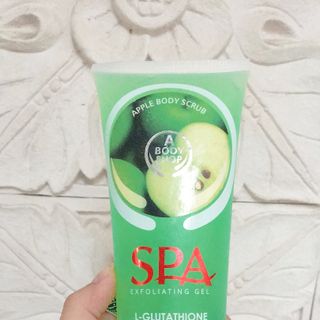 APPLE BODY SCRUB
A
BODY
SHOP
SPA
EXFOLIATING GEL
L-GLUTATHIONE